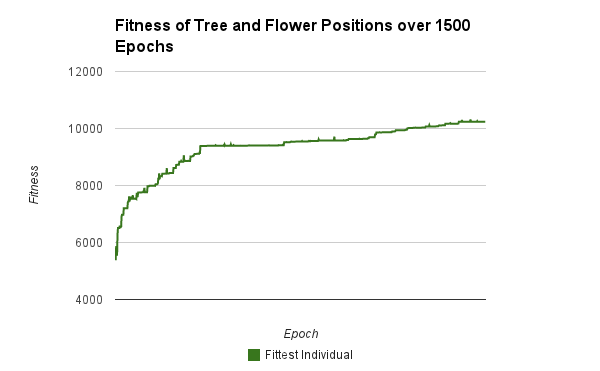 Fitness of Tree and Flower Positions over 1500
Epochs
12000
10000
8000
6000
4000
Fitness
Epoch
Fittest Individual